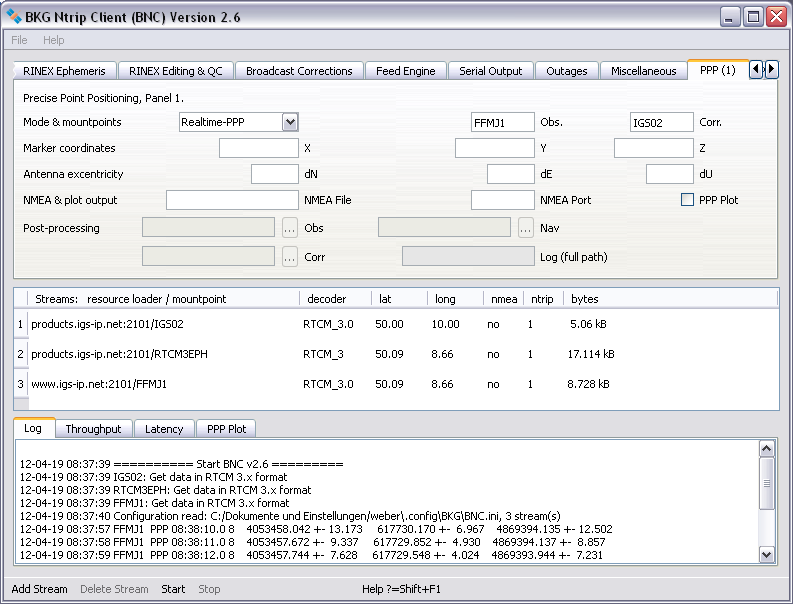 BKG Ntrip Client (BNC) Version 2.6
File Help
RINEX Ephemeris RINEX Editing & QC Broadcast Corrections Feed Engine Serial Output Outages Miscellaneous PPP (1)
Precise Point Positioning, Panel 1.
Mode & mountpoints Realtime-PPP FFMJ1 Obs. IGS02 Corr.
Marker coordinates X Y Z
Antenna excentricity dN dE dU
NMEA & plot output NMEA File NMEA Port PPP Plot
Post-processing ... Obs ... Nav
... Corr Log (full path)
Streams: resource loader / mountpoint decoder lat long nmea ntrip bytes
1 products.igs-ip.net:2101/IGS02 RTCM_3.0 50.00 10.00 no 1 5.06 kB
2 products.igs-ip.net:2101/RTCM3EPH RTCM_3 50.09 8.66 no 1 17.114 kB
3 www.igs-ip.net:2101/FFMJ1 RTCM_3.0 50.09 8.66 no 1 8.728 kB
Log Throughput Latency PPP Plot
12-04-19 08:37:39 ========== Start BNC v2.6 =========
12-04-19 08:37:39 IGS02: Get data in RTCM 3.x format
12-04-19 08:37:39 RTCM3EPH: Get data in RTCM 3.x format
12-04-19 08:37:39 FFMJ1: Get data in RTCM 3.x format
12-04-19 08:37:40 Configuration read: C:/Dokumente und Einstellungen/weber\.config\BKG\BNC.ini, 3 stream(s)
12-04-19 08:37:57 FFMJ1 PPP 08:38:10.0 8 4053458.042 +- 13.173 617730.170 +- 6.967 4869394.135 +- 12.502
12-04-19 08:37:58 FFMJ1 PPP 08:38:11.0 8 4053457.672 +- 9.337 617729.852 +- 4.930 4869394.137 +- 8.857
12-04-19 08:37:59 FFMJ1 PPP 08:38:12.0 8 4053457.744 +- 7.628 617729.548 +- 4.024 4869393.944 +- 7.231
Add Stream Delete Stream Start Stop Help ?=Shift+F1